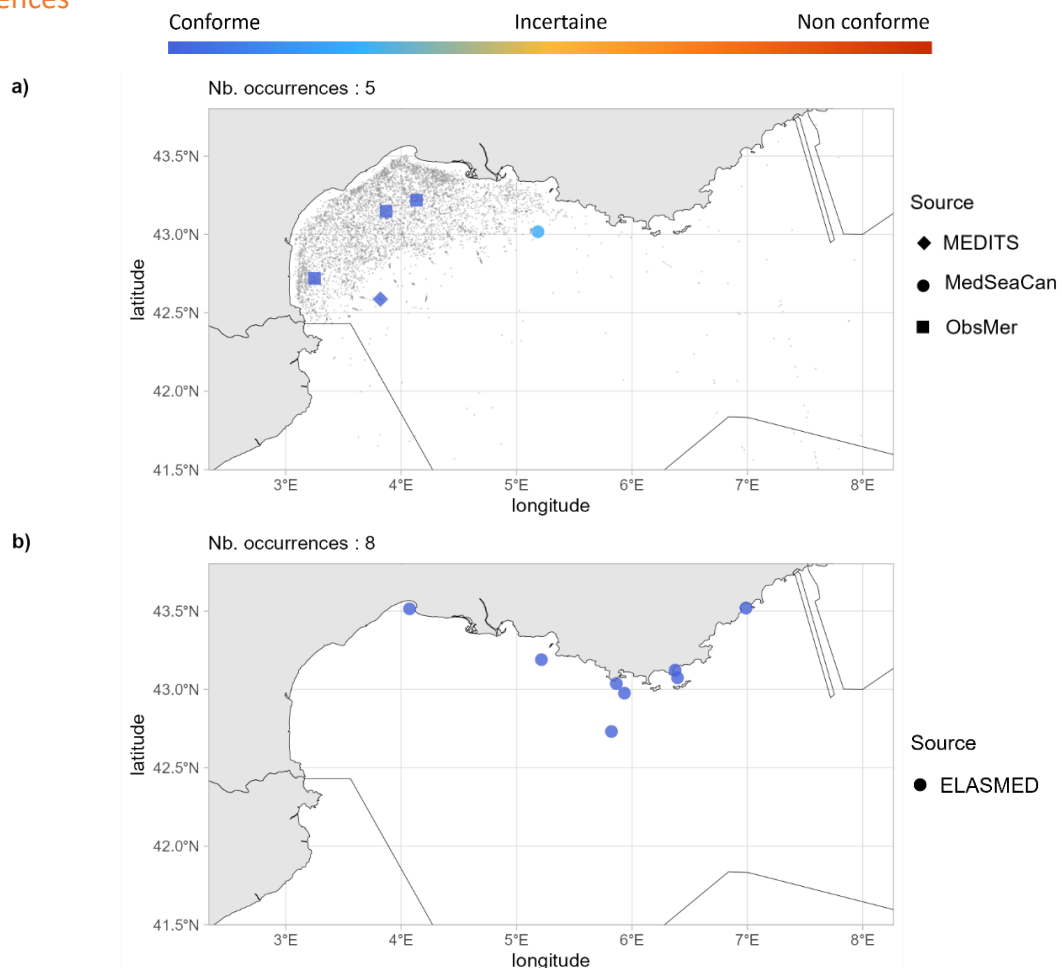 ences
Conforme Incertaine Non conforme
a)
Nb. occurrences : 5
43.5°N
43.0°N
42.5°N
42.0°N
41.5°N
latitude
3°E 4°E 5°E 6°E 7°E 8°E
longitude
Source
MEDITS
MedSeaCan
ObsMer
b)
Nb. occurrences : 8
43.5°N
43.0°N
42.5°N
42.0°N
41.5°N
latitude
3°E 4°E 5°E 6°E 7°E 8°E
longitude
Source
ELASMED